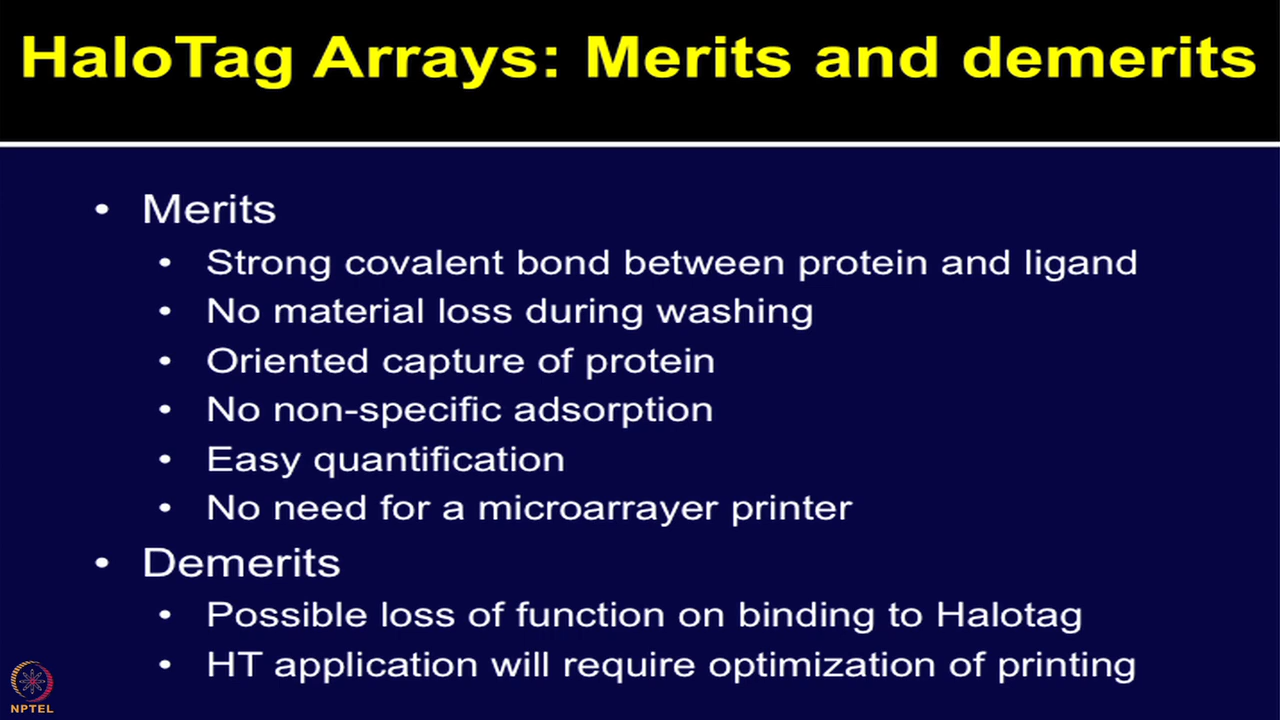 HaloTag Arrays: Merits and demerits
• Merits
• Strong covalent bond between protein and ligand
• No material loss during washing
• Oriented capture of protein
• No non-specific adsorption
• Easy quantification
• No need for a microarrayer printer
• Demerits
• Possible loss of function on binding to Halotag
• HT application will require optimization of printing
NPTEL